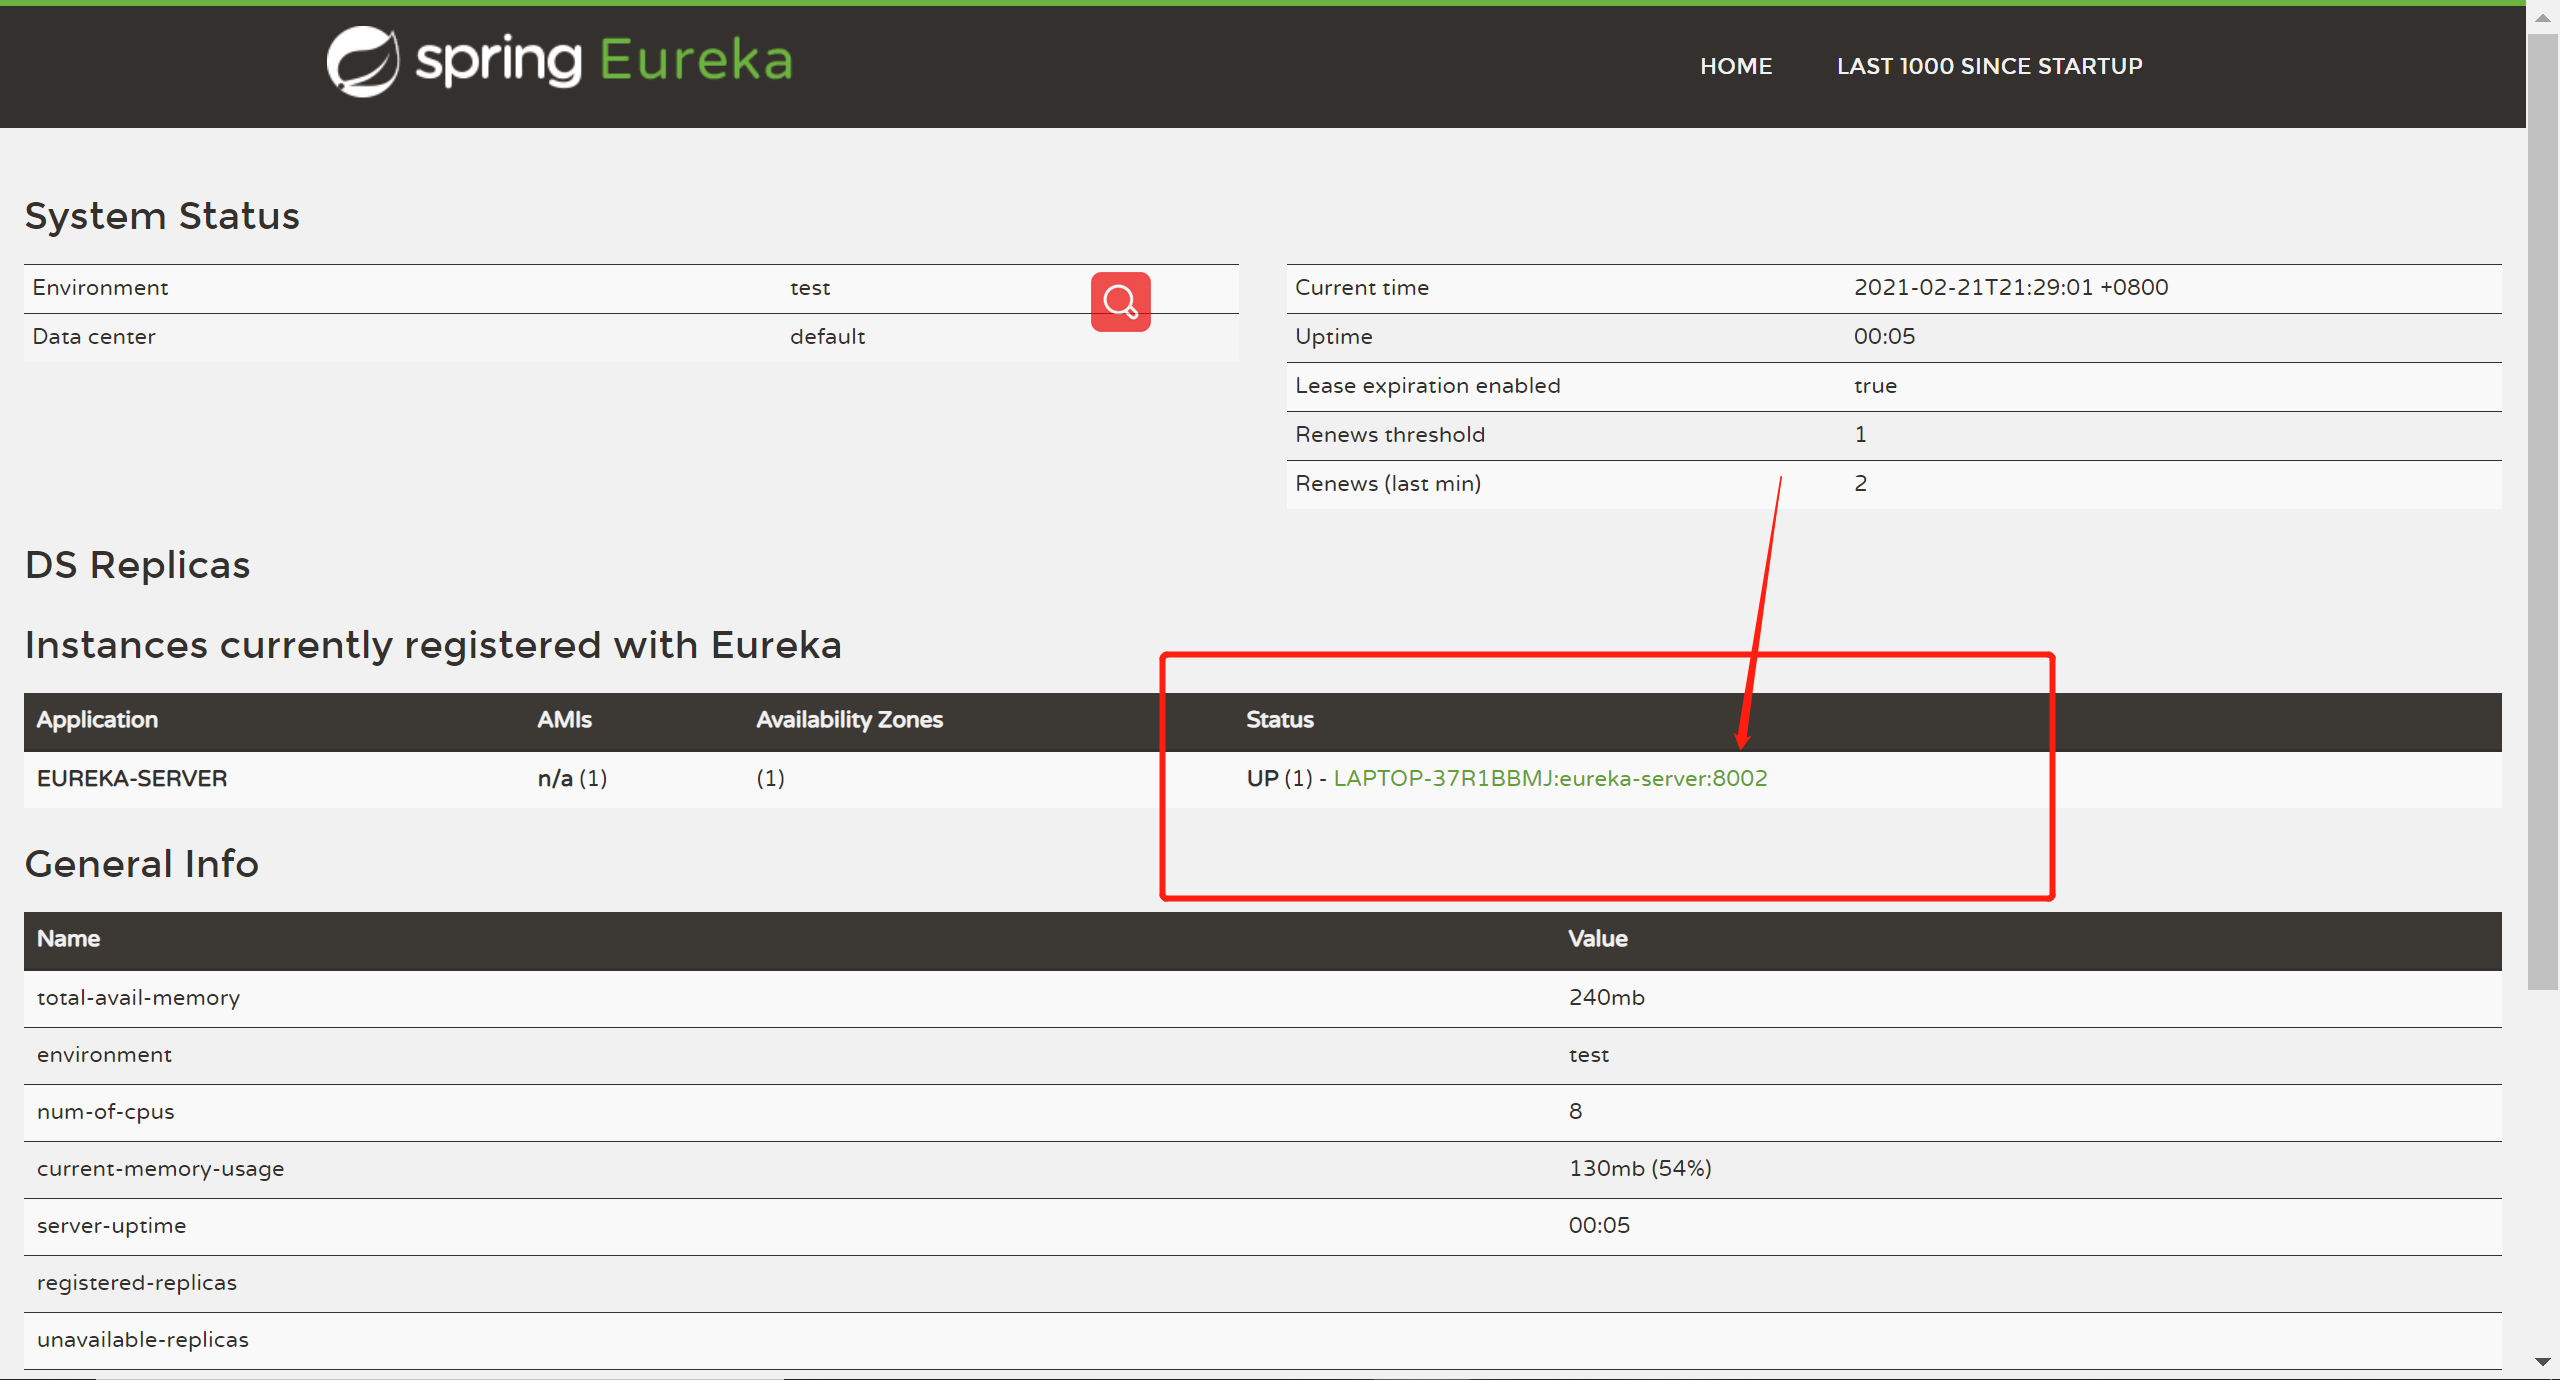 spring Eureka
HOME LAST 1000 SINCE STARTUP
System Status
Environment test
Data center default
Current time 2021-02-21T21:29:01 +0800
Uptime 00:05
Lease expiration enabled true
Renews threshold 1
Renews (last min) 2
DS Replicas
Instances currently registered with Eureka
Application AMIs Availability Zones Status
EUREKA-SERVER n/a (1) (1) UP (1) - LAPTOP-37R1BBMJ:eureka-server:8002
General Info
Name Value
total-avail-memory 240mb
environment test
num-of-cpus 8
current-memory-usage 130mb (54%)
server-uptime 00:05
registered-replicas
unavailable-replicas